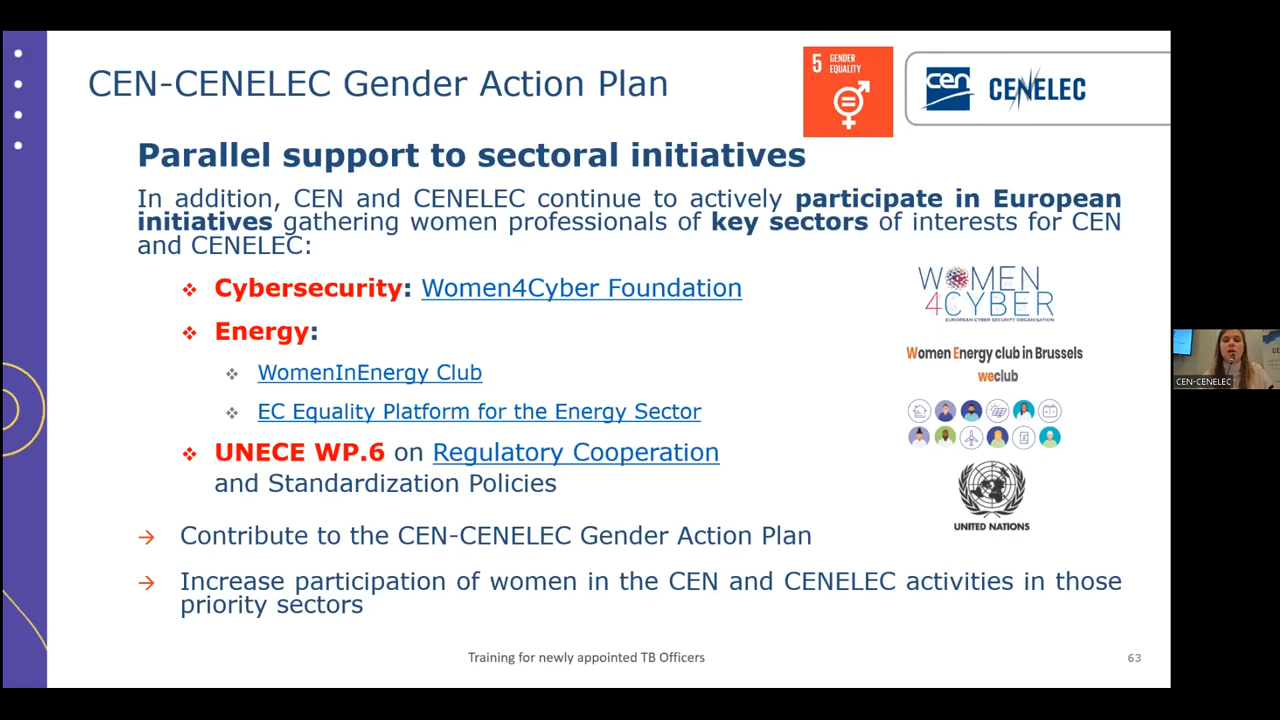 CEN-CENELEC Gender Action Plan
5 GENDER
EQUALITY
cen
CENELEC
Parallel support to sectoral initiatives
In addition, CEN and CENELEC continue to actively participate in European
initiatives gathering women professionals of key sectors of interests for CEN
and CENELEC:
Cybersecurity: Women4Cyber Foundation
Energy:
WomenInEnergy Club
EC Equality Platform for the Energy Sector
UNECE WP.6 on Regulatory Cooperation
and Standardization Policies
WOMEN
4CYBER
EUROPEAN CYBER SECURITY ORGANISATION
Women Energy club in Brussels
weclub
UNITED NATIONS
→ Contribute to the CEN-CENELEC Gender Action Plan
→ Increase participation of women in the CEN and CENELEC activities in those
priority sectors
Training for newly appointed TB Officers
63
CEN-CENELEC